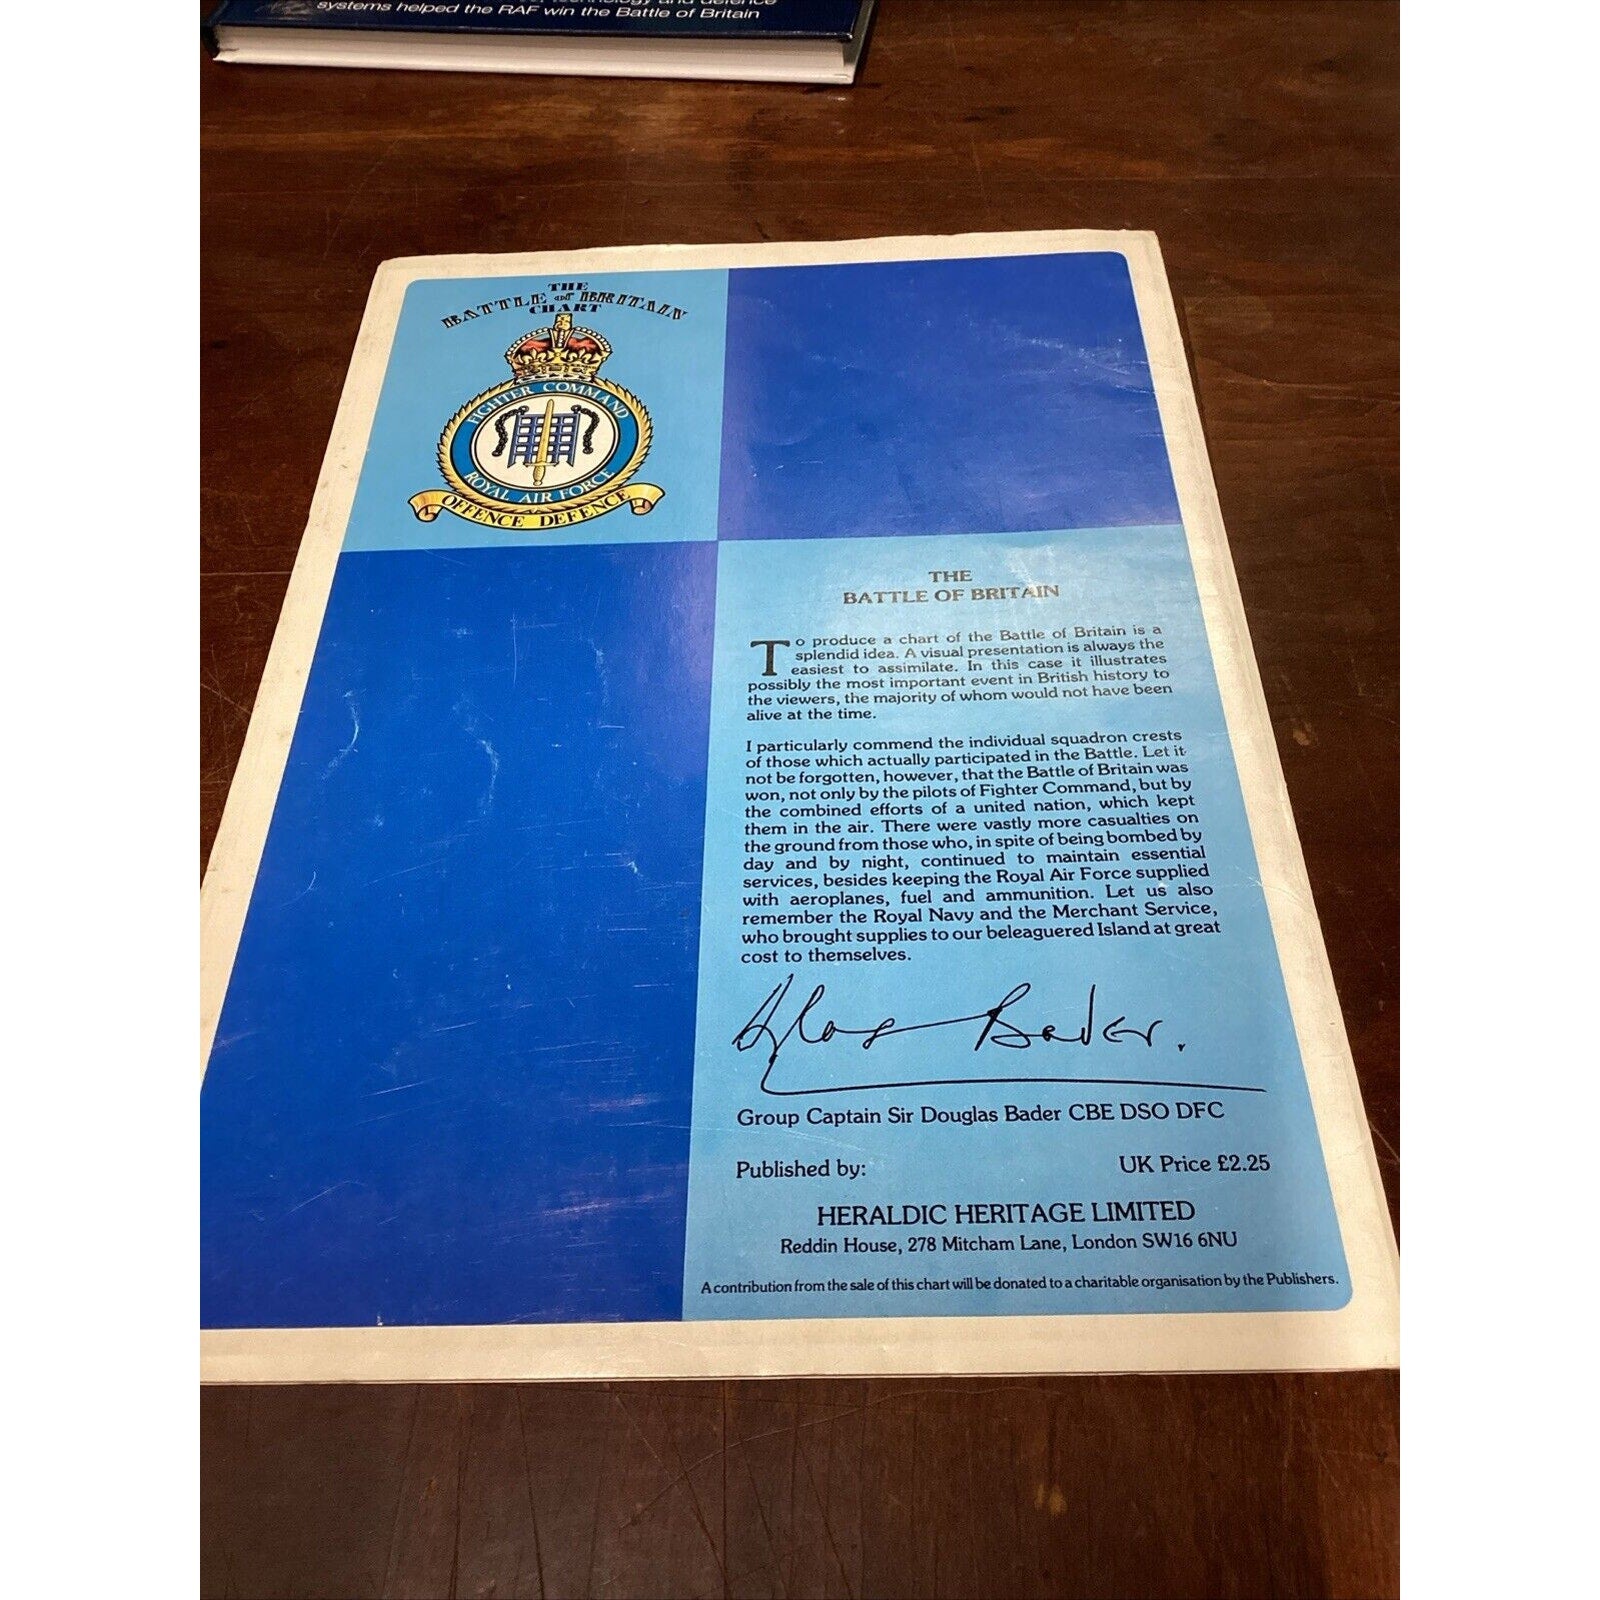 systems helped the RAF win the Battle of Britain
THE
BATTLE of BRITAIN
CHART
FIGHTER COMMAND
ROYAL AIR FORCE
OFFENCE DEFENCE
THE
BATTLE OF BRITAIN
To produce a chart of the Battle of Britain is a
splendid idea. A visual presentation is always the
easiest to assimilate. In this case it illustrates
possibly the most important event in British history to
the viewers, the majority of whom would not have been
alive at the time.
I particularly commend the individual squadron crests
of those which actually participated in the Battle. Let it
not be forgotten, however, that the Battle of Britain was
won, not only by the pilots of Fighter Command, but by
the combined efforts of a united nation, which kept
them in the air. There were vastly more casualties on
the ground from those who, in spite of being bombed by
day and by night, continued to maintain essential
services, besides keeping the Royal Air Force supplied
with aeroplanes, fuel and ammunition. Let us also
remember the Royal Navy and the Merchant Service,
who brought supplies to our beleaguered Island at great
cost to themselves.
Douglas Bader.
Group Captain Sir Douglas Bader CBE DSO DFC
Published by: UK Price £2.25
HERALDIC HERITAGE LIMITED
Reddin House, 278 Mitcham Lane, London SW16 6NU
A contribution from the sale of this chart will be donated to a charitable organisation by the Publishers.